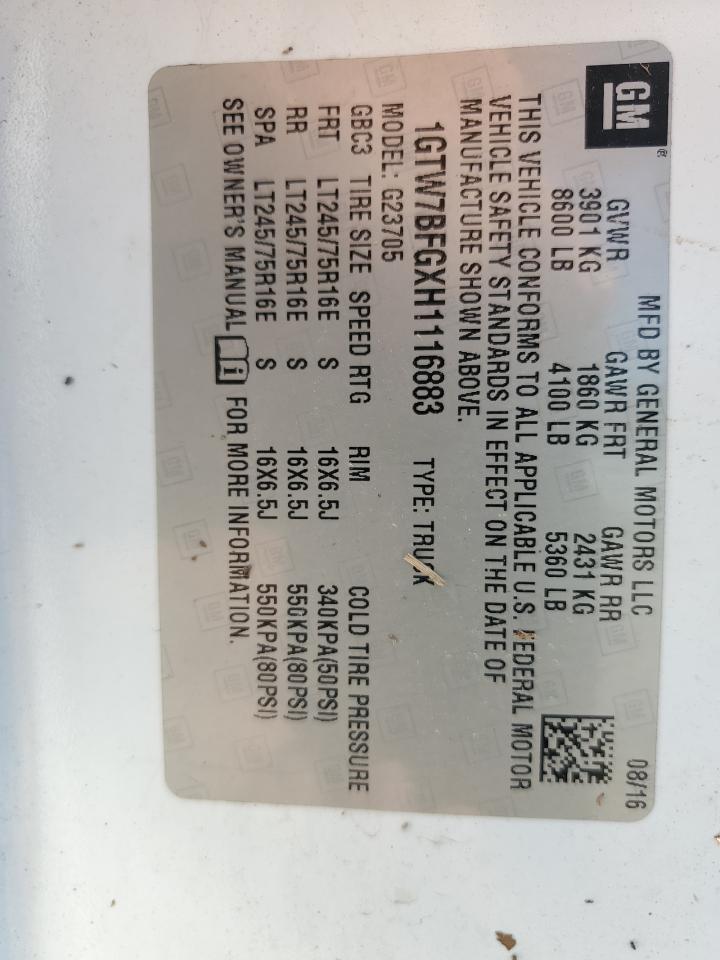 GM®
MFD BY GENERAL MOTORS LLC 08/16
GVWR GAWR FRT GAWR RR
3901 KG 1860 KG 2431 KG
8600 LB 4100 LB 5360 LB
THIS VEHICLE CONFORMS TO ALL APPLICABLE U.S. FEDERAL MOTOR
VEHICLE SAFETY STANDARDS IN EFFECT ON THE DATE OF
MANUFACTURE SHOWN ABOVE.
1GTW7BFGXH1116883 TYPE: TRUCK
MODEL: G23705
GBC3 TIRE SIZE SPEED RTG RIM COLD TIRE PRESSURE
FRT LT245/75R16E S 16X6.5J 340KPA(50PSI)
RR LT245/75R16E S 16X6.5J 550KPA(80PSI)
SPA LT245/75R16E S 16X6.5J 550KPA(80PSI)
SEE OWNER'S MANUAL i FOR MORE INFORMATION.